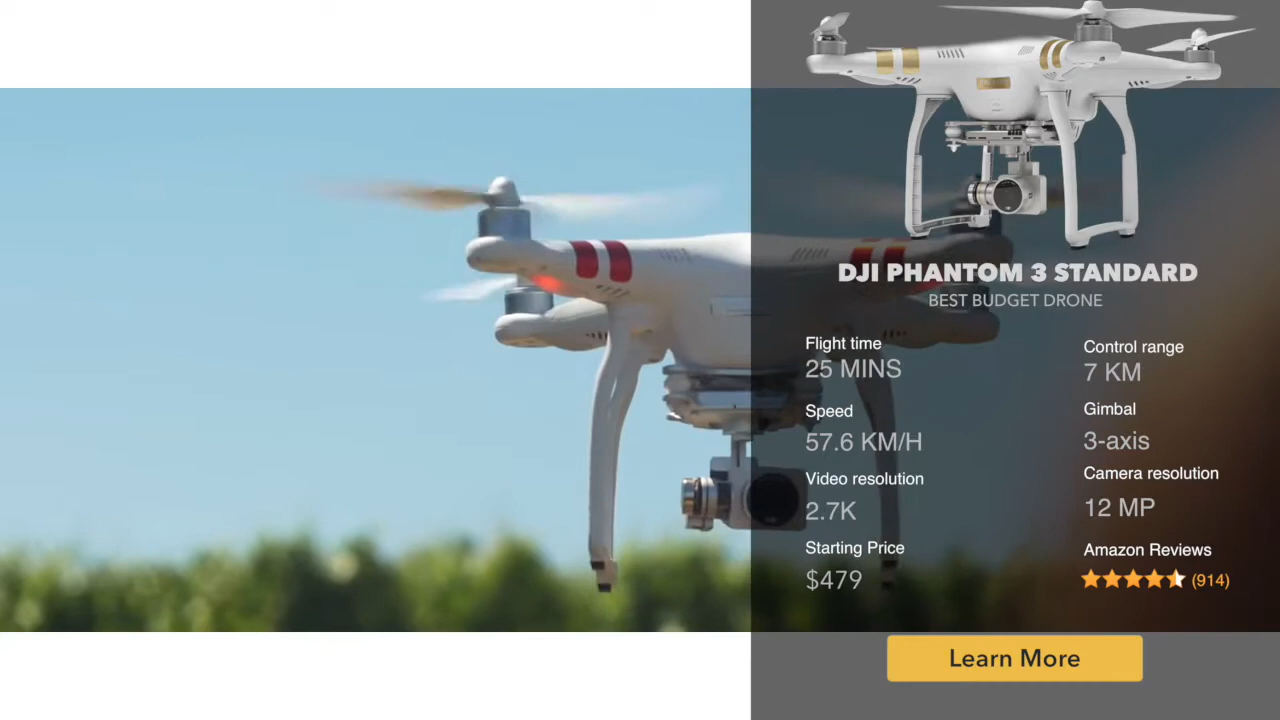 DJI PHANTOM 3 STANDARD
BEST BUDGET DRONE
Flight time
25 MINS
Control range
7 KM
Speed
57.6 KM/H
Gimbal
3-axis
Video resolution
2.7K
Camera resolution
12 MP
Starting Price
$479
Amazon Reviews
(914)
Learn More